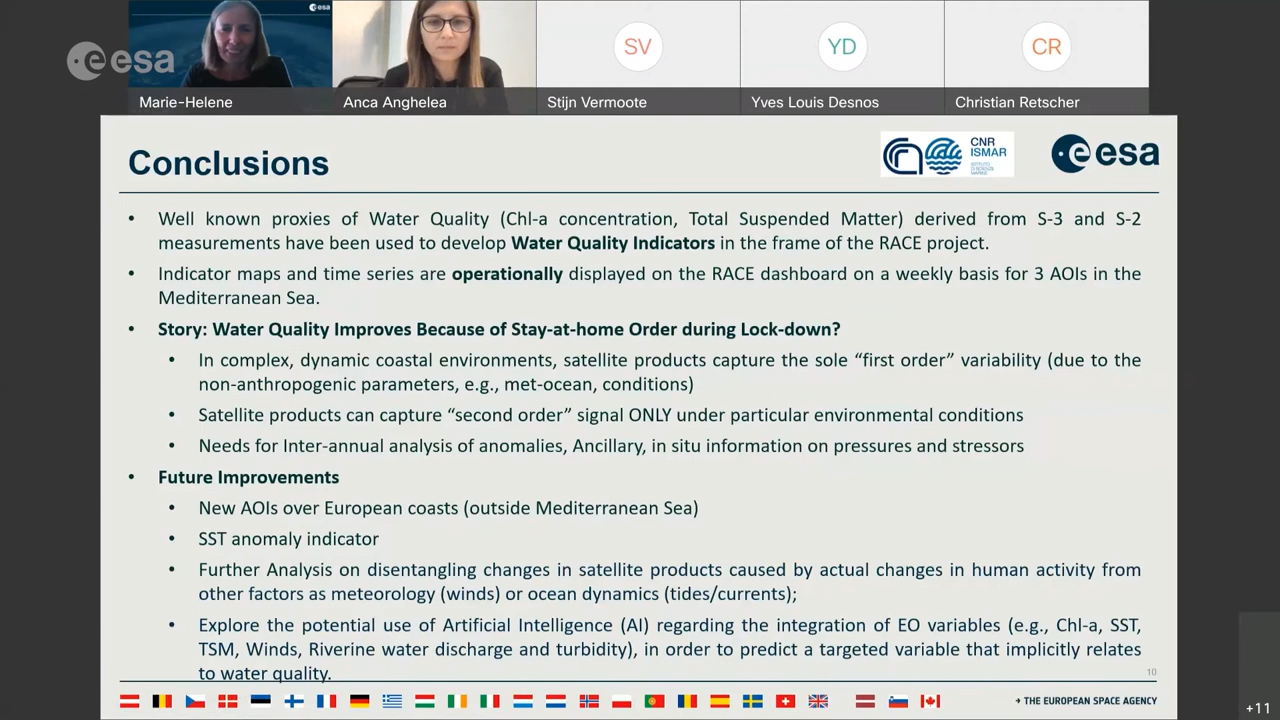 esa
esa
Marie-Helene
Anca Anghelea
SV
Stijn Vermoote
YD
Yves Louis Desnos
CR
Christian Retscher
Conclusions
CNR
ISMAR
ISTITUTO
DI SCIENZE
MARINE
esa
• Well known proxies of Water Quality (Chl-a concentration, Total Suspended Matter) derived from S-3 and S-2
measurements have been used to develop Water Quality Indicators in the frame of the RACE project.
• Indicator maps and time series are operationally displayed on the RACE dashboard on a weekly basis for 3 AOIs in the
Mediterranean Sea.
• Story: Water Quality Improves Because of Stay-at-home Order during Lock-down?
• In complex, dynamic coastal environments, satellite products capture the sole “first order” variability (due to the
non-anthropogenic parameters, e.g., met-ocean, conditions)
• Satellite products can capture “second order” signal ONLY under particular environmental conditions
• Needs for Inter-annual analysis of anomalies, Ancillary, in situ information on pressures and stressors
• Future Improvements
• New AOIs over European coasts (outside Mediterranean Sea)
• SST anomaly indicator
• Further Analysis on disentangling changes in satellite products caused by actual changes in human activity from
other factors as meteorology (winds) or ocean dynamics (tides/currents);
• Explore the potential use of Artificial Intelligence (AI) regarding the integration of EO variables (e.g., Chl-a, SST,
TSM, Winds, Riverine water discharge and turbidity), in order to predict a targeted variable that implicitly relates
to water quality.
10
→ THE EUROPEAN SPACE AGENCY
+11